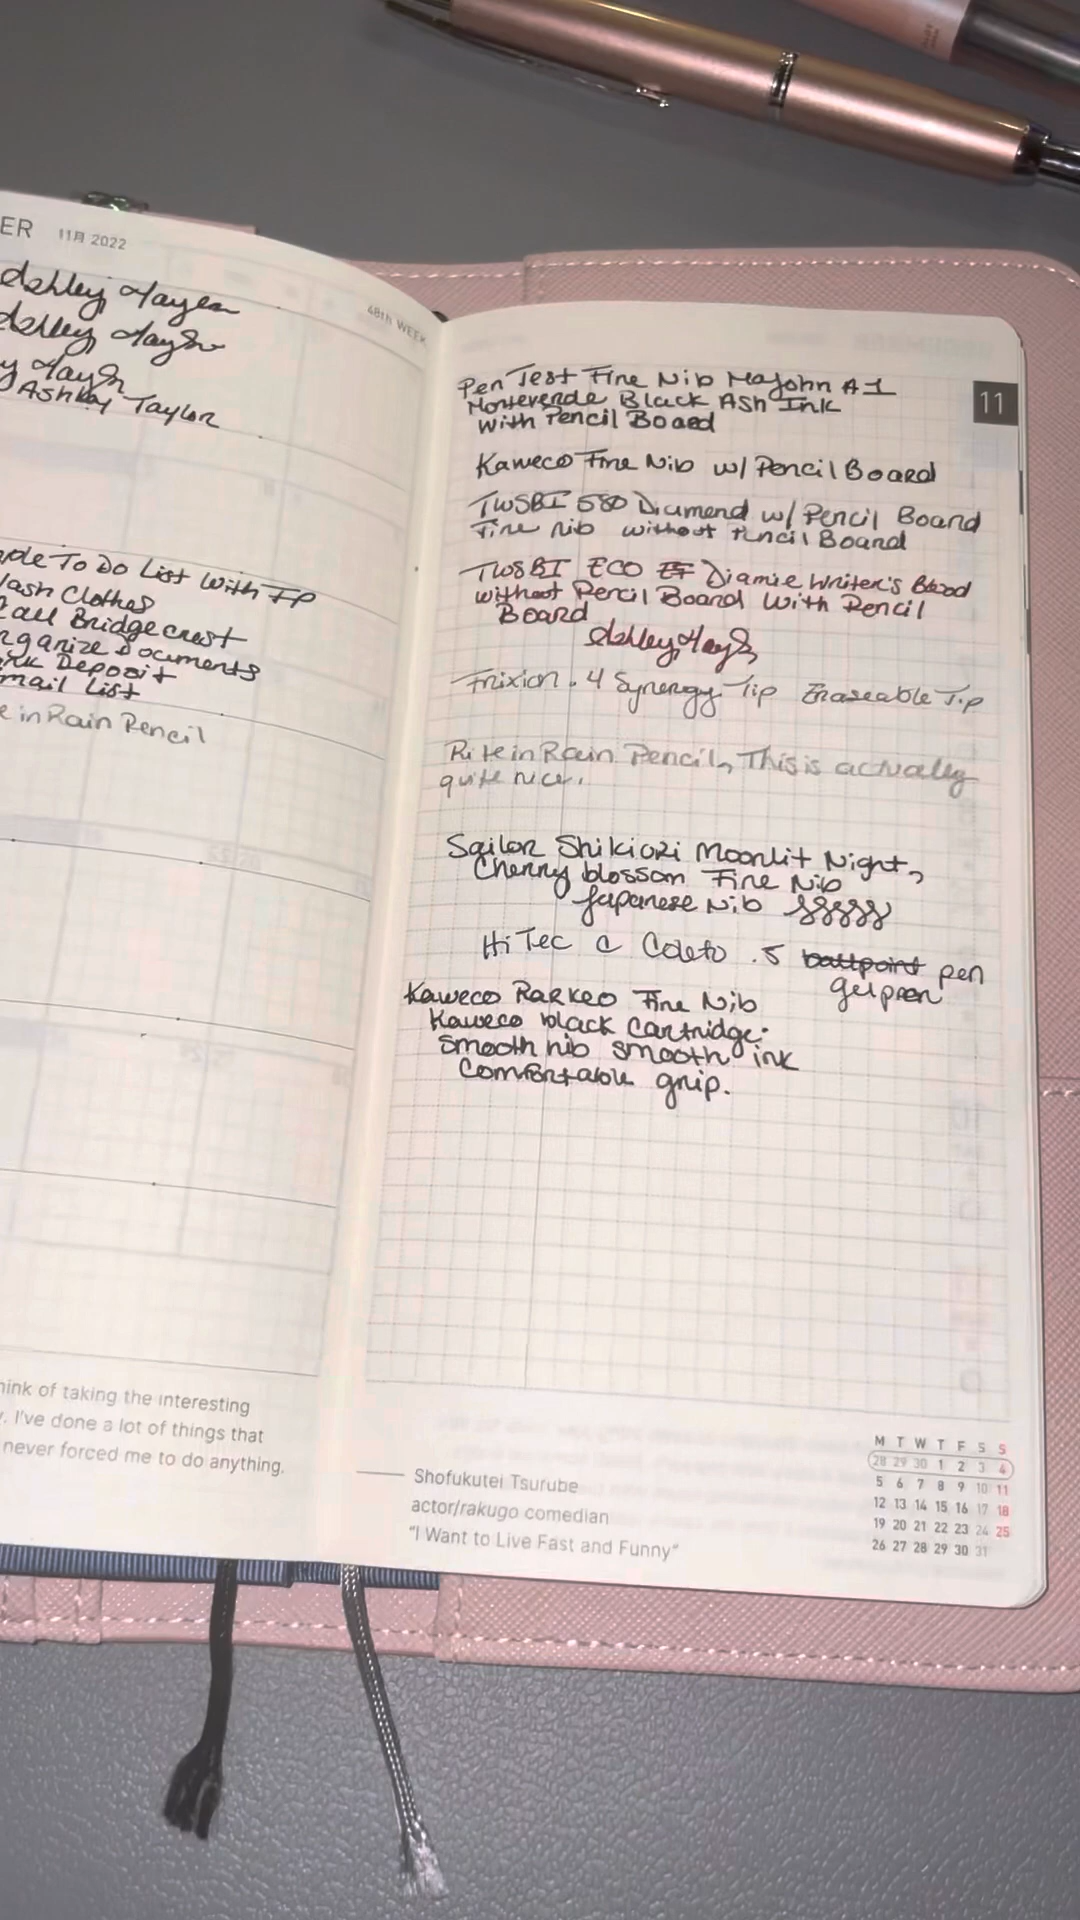 ER 11月 2022
48th WEEK
Ashley Taylor
Ashley Taylor
y Taylor
Ashley Taylor
ple To Do List With FP
Wash Clothes
Call Bridgecrest
rganize Documents
Deposit
mail List
e in Rain Pencil
hink of taking the interesting
. I've done a lot of things that
never forced me to do anything.
11
Pen Test Fine Nib Majohn A1
Monteverde Black Ash Ink
With Pencil Board
Kaweco Fine Nib w/ Pencil Board
TWSBI 580 Diamond w/ Pencil Board
Fine nib without Pencil Board
TWSBI ECO EF Diamie Writer's Blood
without Pencil Board With Pencil
Board
Ashley Taylor
Frixion .4 Synergy Tip Eraseable Tip
Rite in Rain Pencil, This is actually
quite nice.
Sailor Shikiori Moonlit Night,
Cherry blossom Fine Nib
Japanese Nib
Hi Tec C Coleto .5 ballpoint pen
gel pen
Kaweco Parkeo Fine Nib
Kaweco black Cartridge.
Smooth nib smooth ink
Comfortable grip.
Shofukutei Tsurube
actor/rakugo comedian
"I Want to Live Fast and Funny"
M T W T F S S
28 29 30 1 2 3 4
5 6 7 8 9 10 11
12 13 14 15 16 17 18
19 20 21 22 23 24 25
26 27 28 29 30 31